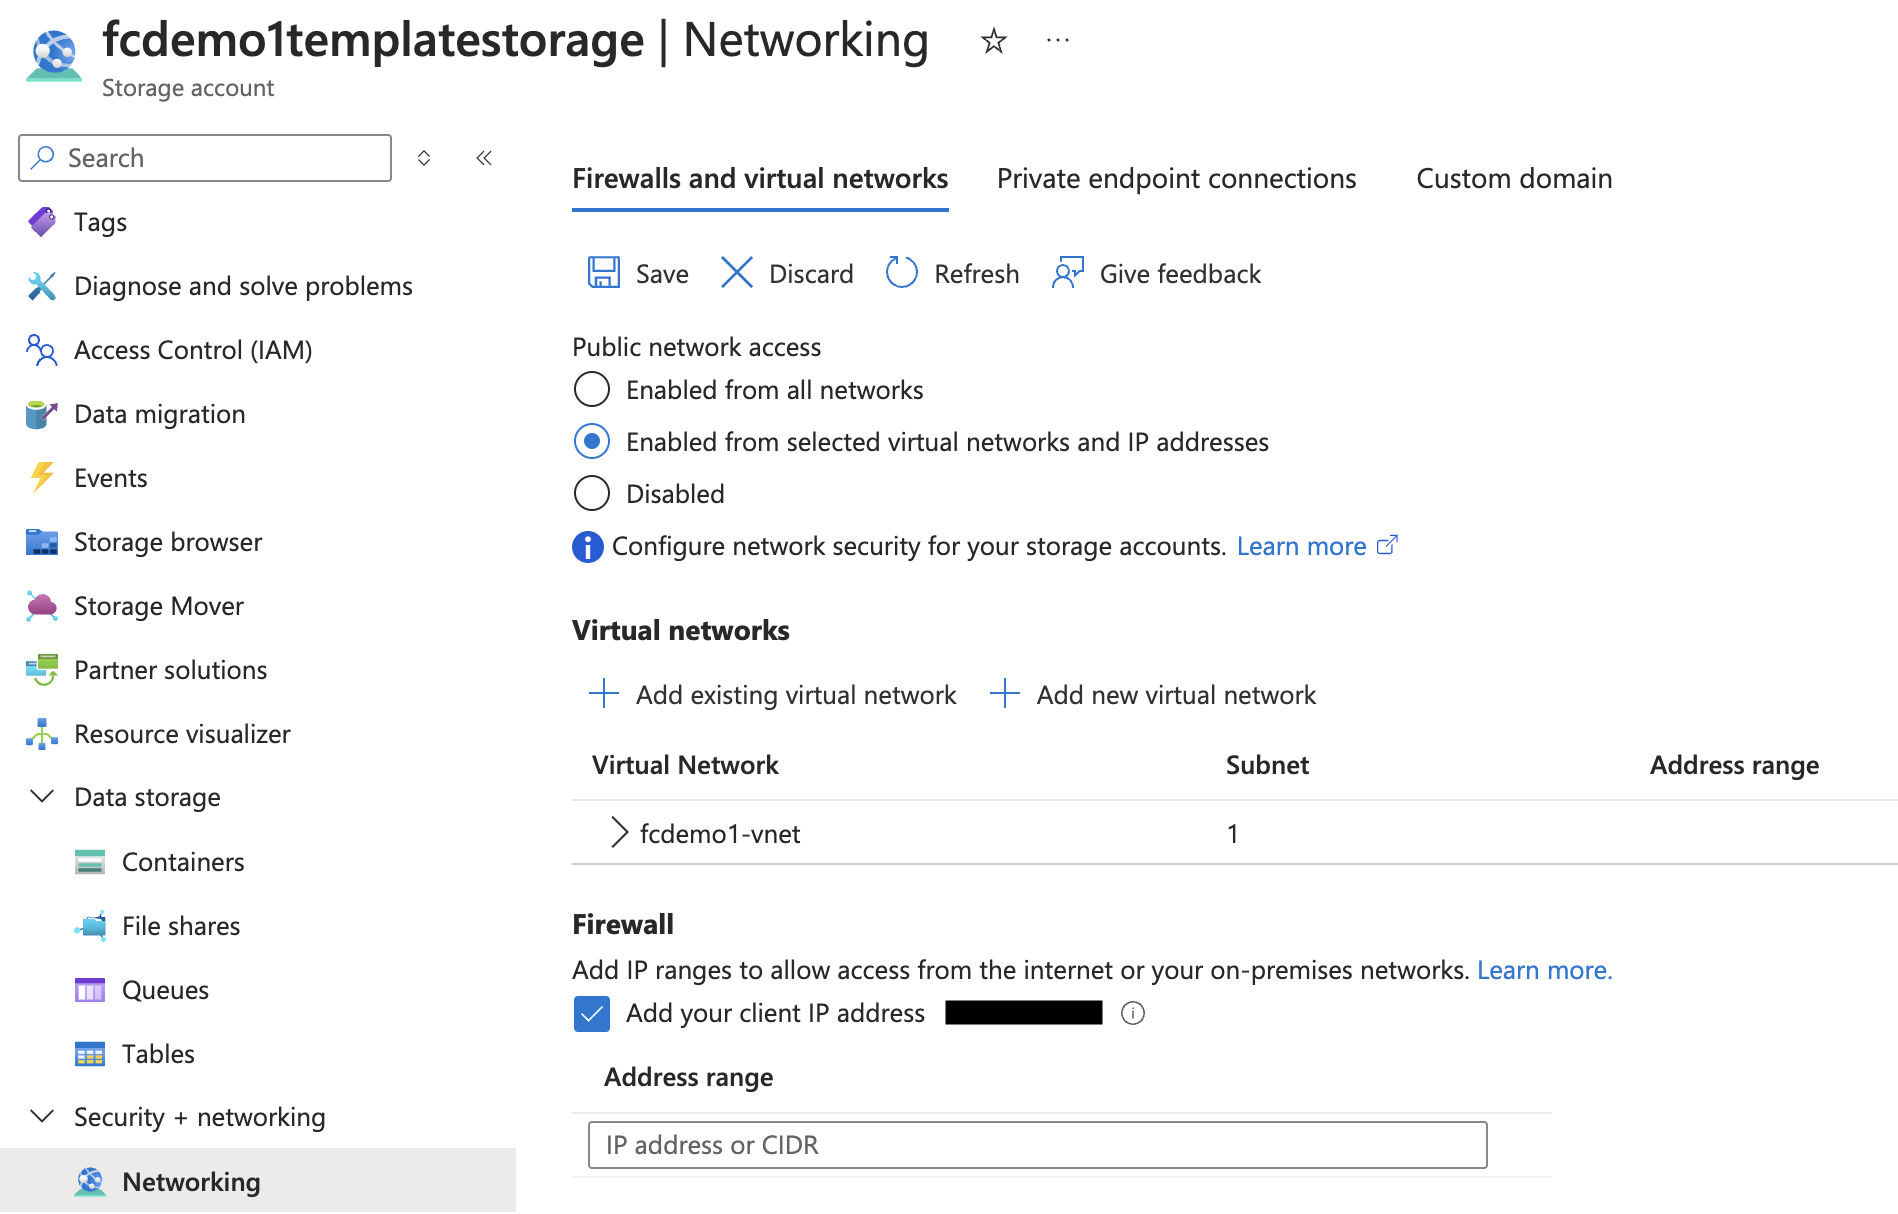 fcdemo1templatestorage | Networking
Storage account
Search
Tags
Diagnose and solve problems
Access Control (IAM)
Data migration
Events
Storage browser
Storage Mover
Partner solutions
Resource visualizer
Data storage
Containers
File shares
Queues
Tables
Security + networking
Networking
Firewalls and virtual networks Private endpoint connections Custom domain
Save Discard Refresh Give feedback
Public network access
Enabled from all networks
Enabled from selected virtual networks and IP addresses
Disabled
Configure network security for your storage accounts. Learn more
Virtual networks
Add existing virtual network Add new virtual network
Virtual Network Subnet Address range
fcdemo1-vnet 1
Firewall
Add IP ranges to allow access from the internet or your on-premises networks. Learn more.
Add your client IP address
Address range
IP address or CIDR